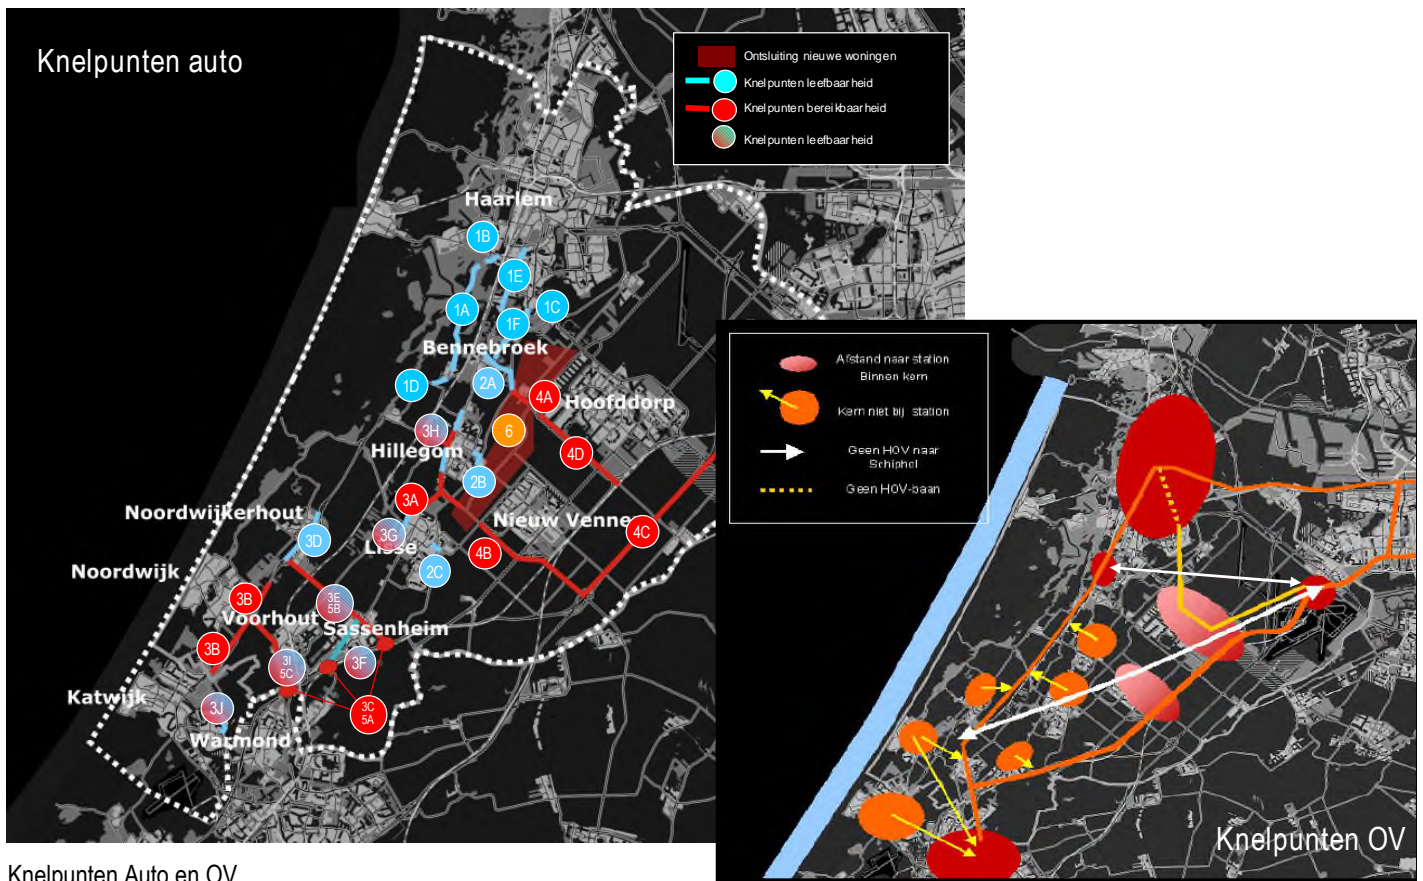 Knelpunten auto
Ontsluiting nieuwe woningen
Knelpunten leefbaarheid
Knelpunten bereikbaarheid
Knelpunten leefbaarheid
Haarlem
1B
1E
1A
1C
1F
Bennebroek
1D
2A
4A
Hoofddorp
3H
6
Hillegom
4D
2B
3A
Noordwijkerhout
3G
Nieuw Venne
4C
3D
Lisse
4B
2C
Noordwijk
3B
3E
5B
Voorhout
Sassenheim
3B
3I
5C
3F
Katwijk
3J
3C
5A
Warmond
Afstand naar station
Binnen kern
Kern niet bij station
Geen HOV naar
Schiphol
Geen HOV-baan
Knelpunten OV
Knelpunten Auto en OV